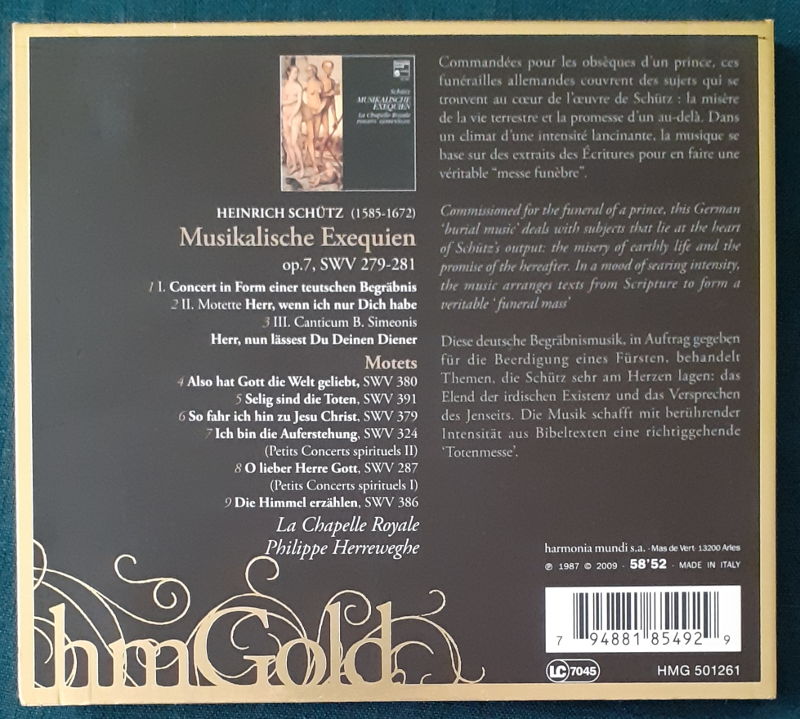 Schütz
MUSIKALISCHE
EXEQUIEN
La Chapelle Royale
HEINRICH SCHÜTZ (1585-1672)
Musikalische Exequien
op.7, SWV 279-281
1 I. Concert in Form einer teutschen Begräbnis
2 II. Motette Herr, wenn ich nur Dich habe
3 III. Canticum B. Simeonis
Herr, nun lässest Du Deinen Diener
Motets
4 Also hat Gott die Welt geliebt, SWV 380
5 Selig sind die Toten, SWV 391
6 So fahr ich hin zu Jesu Christ, SWV 379
7 Ich bin die Auferstehung, SWV 324
(Petits Concerts spirituels II)
8 O lieber Herre Gott, SWV 287
(Petits Concerts spirituels I)
9 Die Himmel erzählen, SWV 386
La Chapelle Royale
Philippe Herreweghe
hmGold
Commandées pour les obsèques d'un prince, ces
funérailles allemandes couvrent des sujets qui se
trouvent au cœur de l'œuvre de Schütz : la misère
de la vie terrestre et la promesse d'un au-delà. Dans
un climat d'une intensité lancinante, la musique se
base sur des extraits des Écritures pour en faire une
véritable "messe funèbre".
Commissioned for the funeral of a prince, this German
'burial music' deals with subjects that lie at the heart
of Schütz's output: the misery of earthly life and the
promise of the hereafter. In a mood of searing intensity,
the music arranges texts from Scripture to form a
veritable 'funeral mass'
Diese deutsche Begräbnismusik, in Auftrag gegeben
für die Beerdigung eines Fürsten, behandelt
Themen, die Schütz sehr am Herzen lagen: das
Elend der irdischen Existenz und das Versprechen
des Jenseits. Die Musik schafft mit berührender
Intensität aus Bibeltexten eine richtiggehende
'Totenmesse'.
harmonia mundi s.a. · Mas de Vert · 13200 Arles
℗ 1987 © 2009 · 58'52 · MADE IN ITALY
7 94881 85492 9
LC 7045
HMG 501261